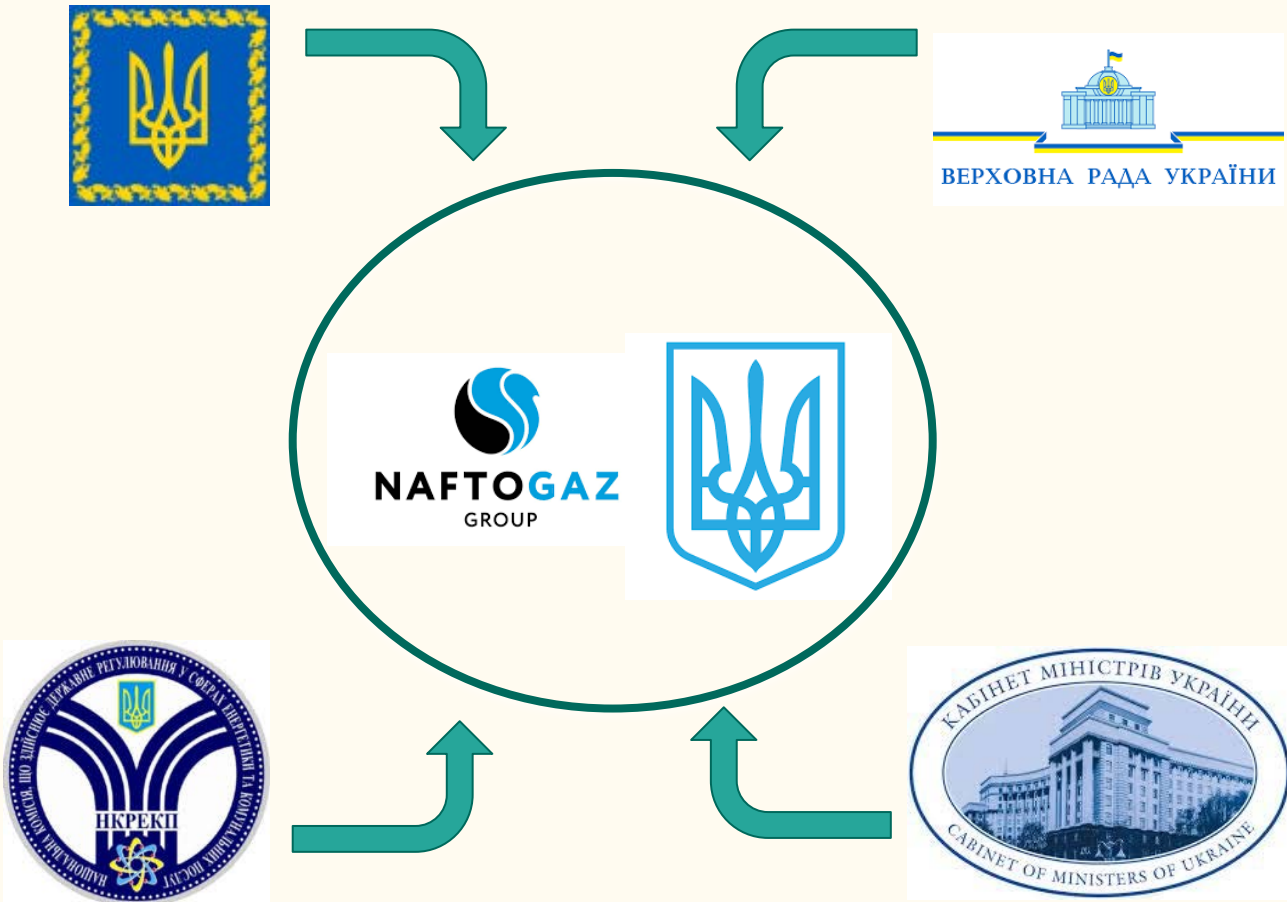 ВЕРХОВНА РАДА УКРАЇНИ
NAFTOGAZ
GROUP
НАЦІОНАЛЬНА КОМІСІЯ, ЩО ЗДІЙСНЮЄ ДЕРЖАВНЕ РЕГУЛЮВАННЯ У СФЕРАХ ЕНЕРГЕТИКИ ТА КОМУНАЛЬНИХ ПОСЛУГ
НКРЕКП
КАБІНЕТ МІНІСТРІВ УКРАЇНИ
CABINET OF MINISTERS OF UKRAINE